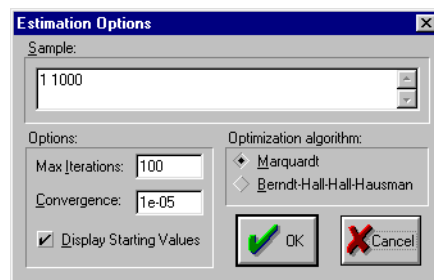 Estimation Options
Sample:
1 1000
Options:
Max Iterations: 100
Convergence: 1e-05
Display Starting Values
Optimization algorithm:
Marquardt
Berndt-Hall-Hall-Hausman
OK
Cancel